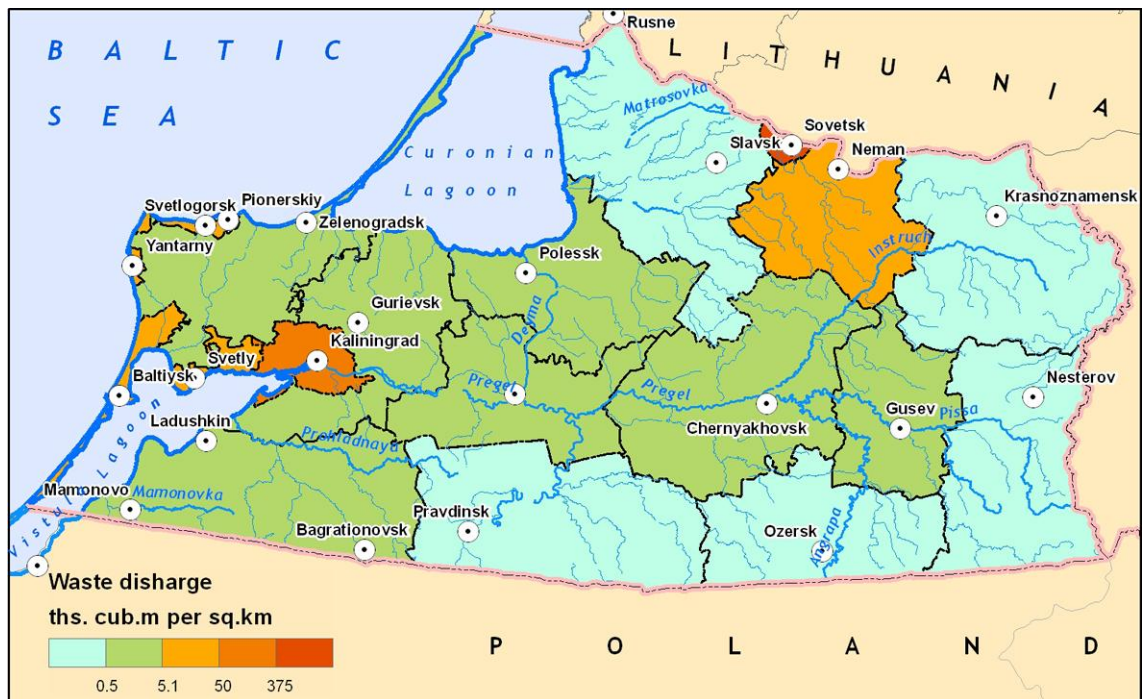 B A L T I C
S E A
Rusne
L I T H U A N I A
Matrosovka
Sovetsk
Slavsk
Neman
Curonian
Lagoon
Krasnoznamensk
Svetlogorsk
Pionerskiy
Zelenogradsk
Yantarny
Instruch
Polessk
Gurievsk
Deyma
Kaliningrad
Svetly
Baltiysk
Nesterov
Pregel
Pregel
Ladushkin
Chernyakhovsk
Gusev
Pissa
Prohladnaya
Vistula Lagoon
Mamonovo
Mamonovka
Pravdinsk
Bagrationovsk
Ozersk
Angrapa
Waste disharge
ths. cub.m per sq.km
0.5 5.1 50 375
P O L A N D